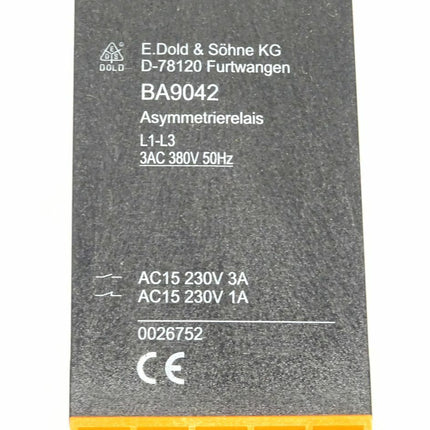 E.Dold & Söhne KG
DOLD D-78120 Furtwangen
BA9042
Asymmetrierelais
L1-L3
3AC 380V 50Hz
AC15 230V 3A
AC15 230V 1A
0026752
CE